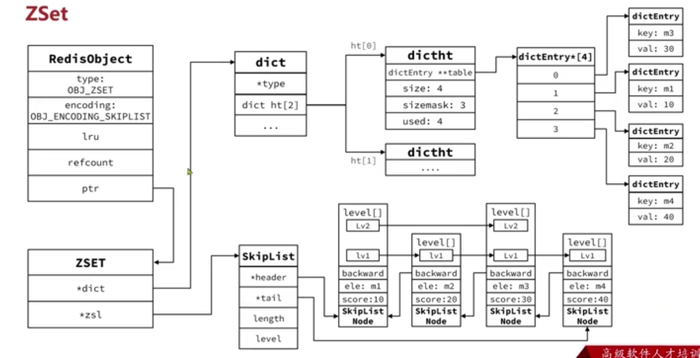 ZSet
RedisObject
type:
OBJ_ZSET
encoding:
OBJ_ENCODING_SKIPLIST
lru
refcount
ptr
ZSET
*dict
*zsl
dict
*type
dict ht[2]
...
ht[0]
ht[1]
dictht
dictEntry **table
size: 4
sizemask: 3
used: 4
dictht
....
dictEntry*[4]
0
1
2
3
dictEntry
key: m3
val: 30
dictEntry
key: m1
val: 10
dictEntry
key: m2
val: 20
dictEntry
key: m4
val: 40
SkipList
*header
*tail
length
level
level[]
Lv2
lv1
backward
ele: m1
score:10
SkipList
Node
level[]
lv1
backward
ele: m2
score:20
SkipList
Node
level[]
Lv2
lv1
backward
ele: m3
score:30
SkipList
Node
level[]
lv1
backward
ele: m4
score:40
SkipList
Node
高级软件人才培训